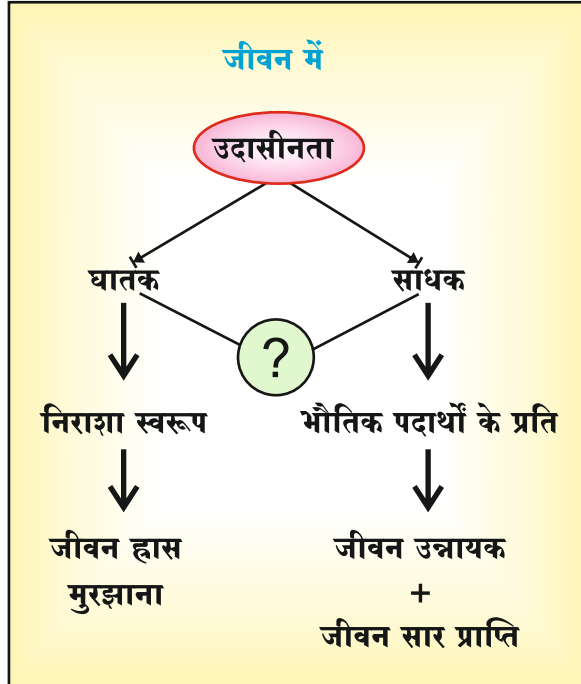 जीवन में
उदासीनता
घातक
साधक
?
निराशा स्वरूप
भौतिक पदार्थों के प्रति
जीवन ह्रास
मुरझाना
जीवन उन्नायक
+
जीवन सार प्राप्ति